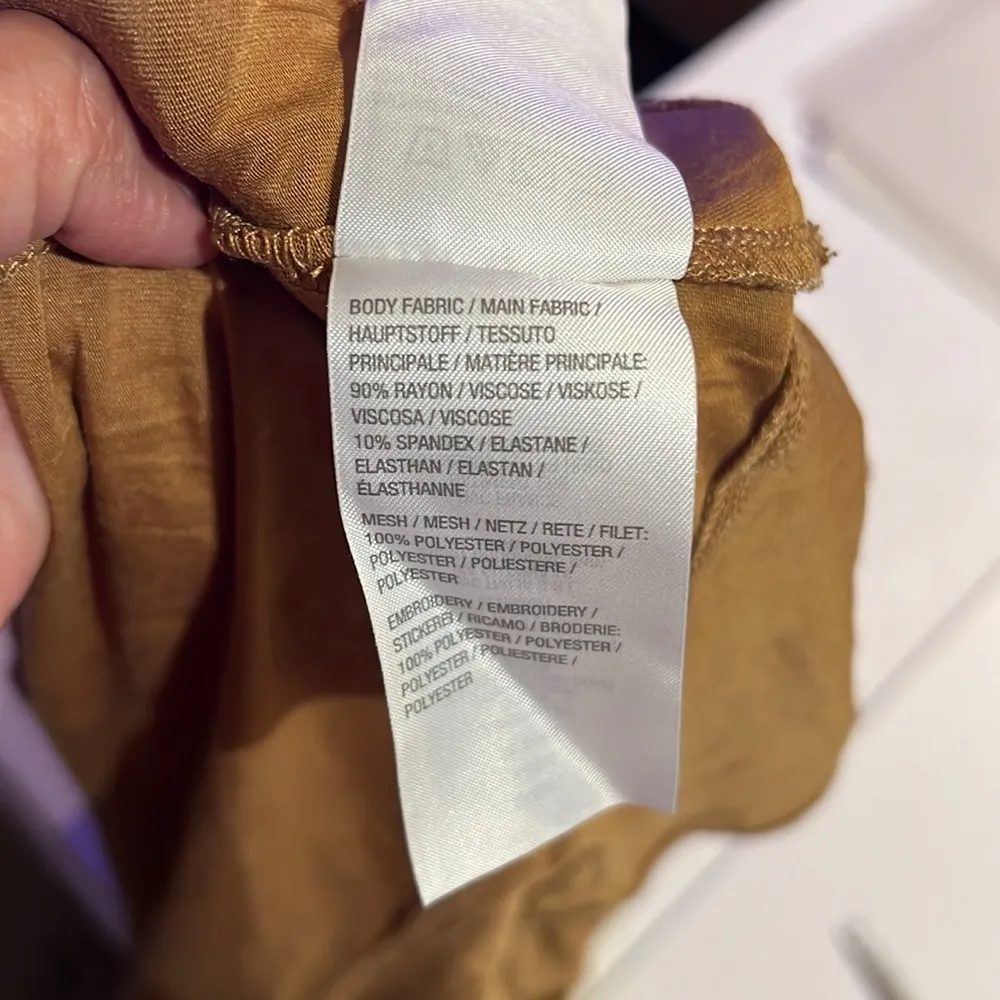 BODY FABRIC / MAIN FABRIC /
HAUPTSTOFF / TESSUTO
PRINCIPALE / MATIÈRE PRINCIPALE:
90% RAYON / VISCOSE / VISKOSE /
VISCOSA / VISCOSE
10% SPANDEX / ELASTANE /
ELASTHAN / ELASTAN /
ÉLASTHANNE
MESH / MESH / NETZ / RETE / FILET:
100% POLYESTER / POLYESTER /
POLYESTER / POLIESTERE /
POLYESTER
EMBROIDERY / EMBROIDERY /
STICKEREI / RICAMO / BRODERIE:
100% POLYESTER / POLYESTER /
POLYESTER / POLIESTERE /
POLYESTER